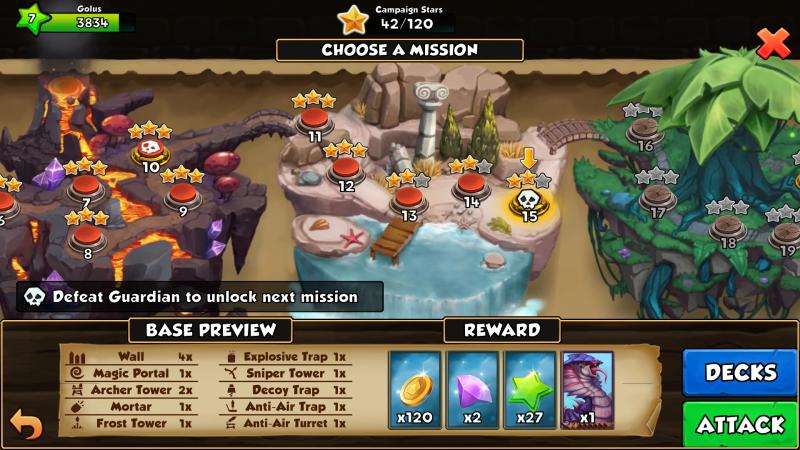 Golus
7
3834
Campaign Stars
42/120
CHOOSE A MISSION
6
7
8
9
10
11
12
13
14
15
16
17
18
19
Defeat Guardian to unlock next mission
BASE PREVIEW
REWARD
Wall 4x
Magic Portal 1x
Archer Tower 2x
Mortar 1x
Frost Tower 1x
Explosive Trap 1x
Sniper Tower 1x
Decoy Trap 1x
Anti-Air Trap 1x
Anti-Air Turret 1x
x120
x2
x27
x1
DECKS
ATTACK